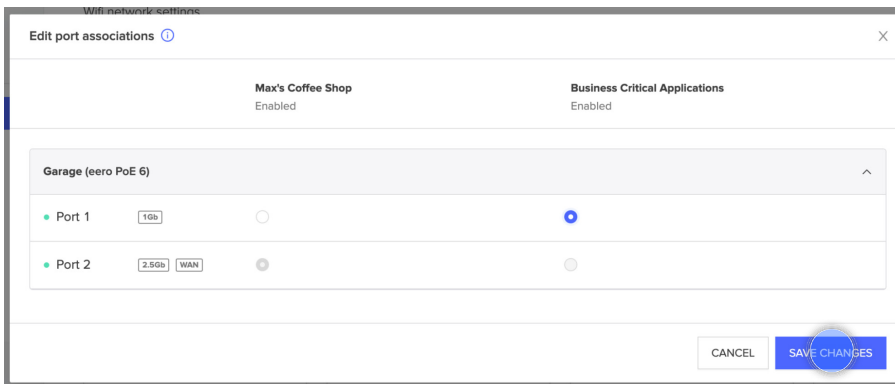 Wifi network settings
Edit port associations
Max's Coffee Shop
Business Critical Applications
Enabled
Enabled
Garage (eero PoE 6)
Port 1
1Gb
Port 2
2.5Gb
WAN
CANCEL
SAVE CHANGES